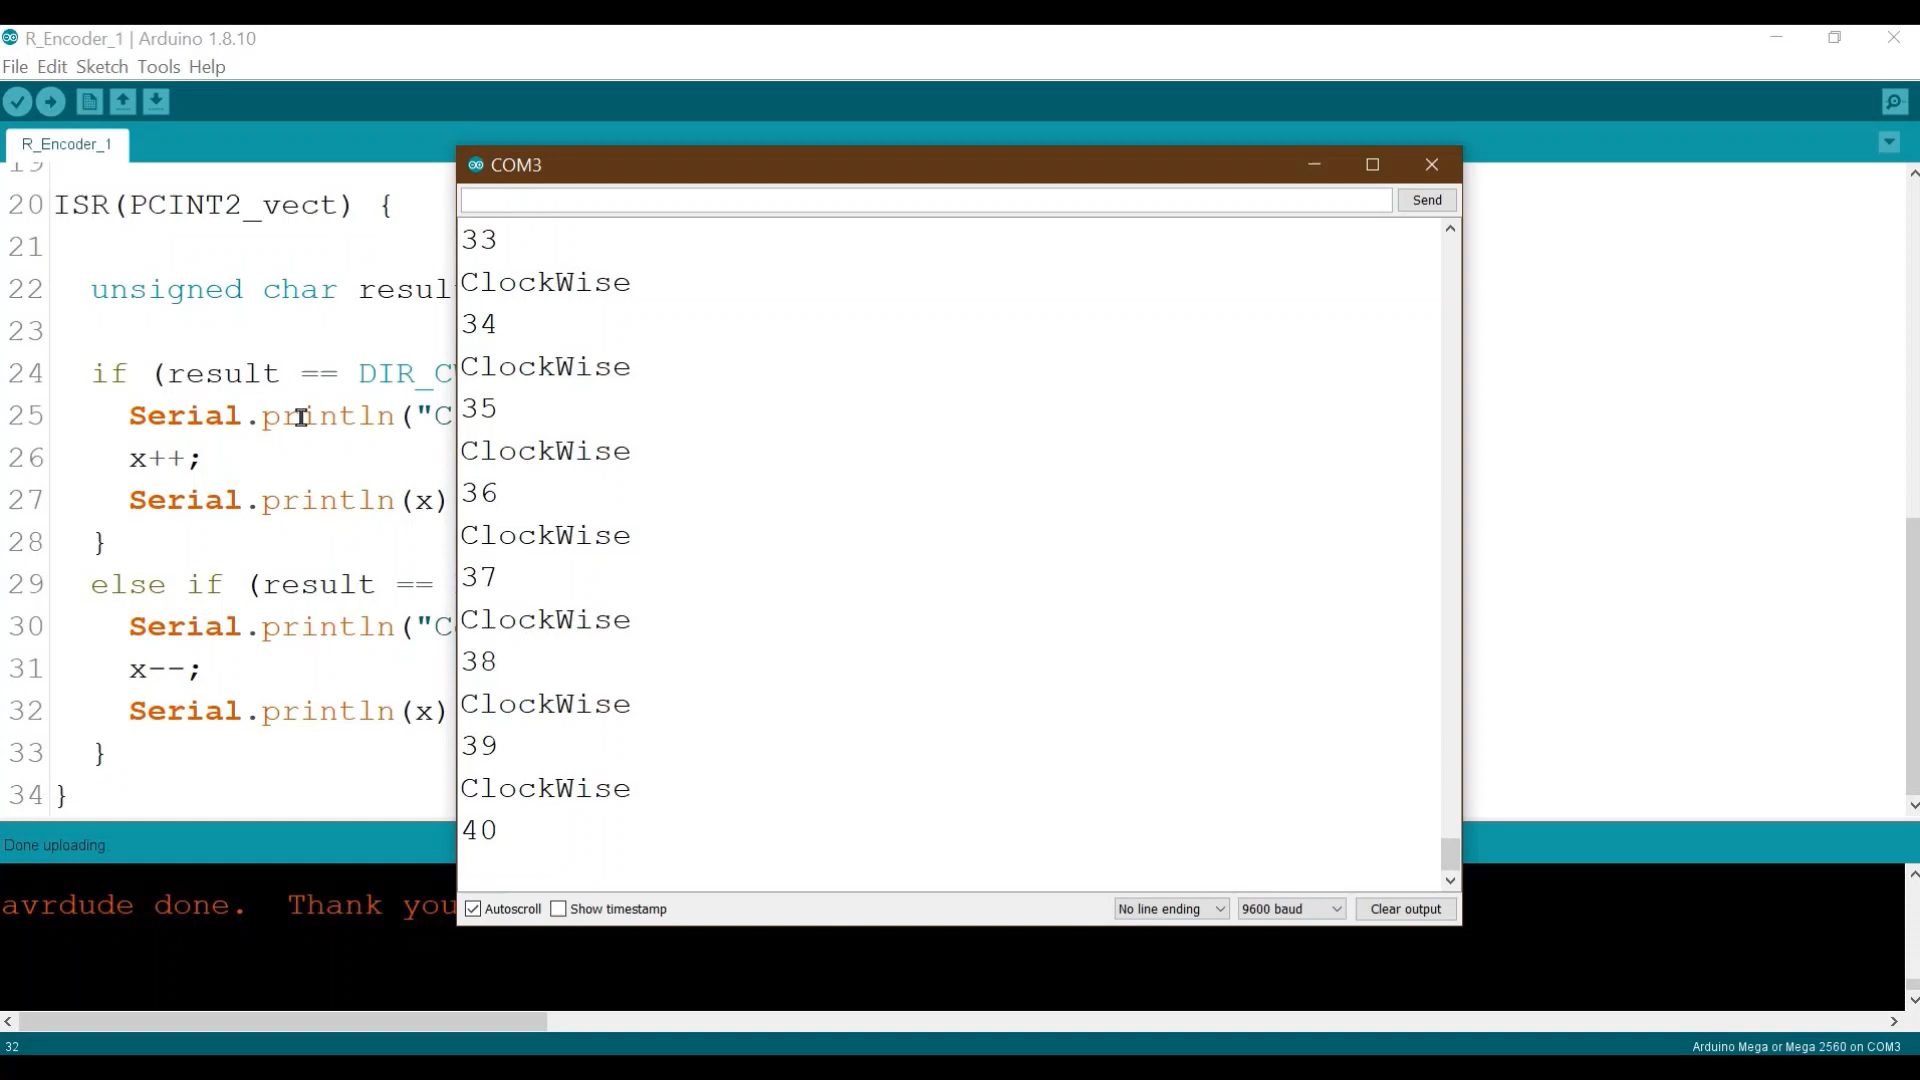 R_Encoder_1 | Arduino 1.8.10
File Edit Sketch Tools Help
R_Encoder_1
19
20 ISR(PCINT2_vect) {
21
22 unsigned char resul
23
24 if (result == DIR_C
25 Serial.println("C
26 x++;
27 Serial.println(x)
28 }
29 else if (result ==
30 Serial.println("C
31 x--;
32 Serial.println(x)
33 }
34 }
COM3
Send
33
ClockWise
34
ClockWise
35
ClockWise
36
ClockWise
37
ClockWise
38
ClockWise
39
ClockWise
40
Autoscroll Show timestamp No line ending 9600 baud Clear output
Done uploading.
avrdude done. Thank you
32 Arduino Mega or Mega 2560 on COM3